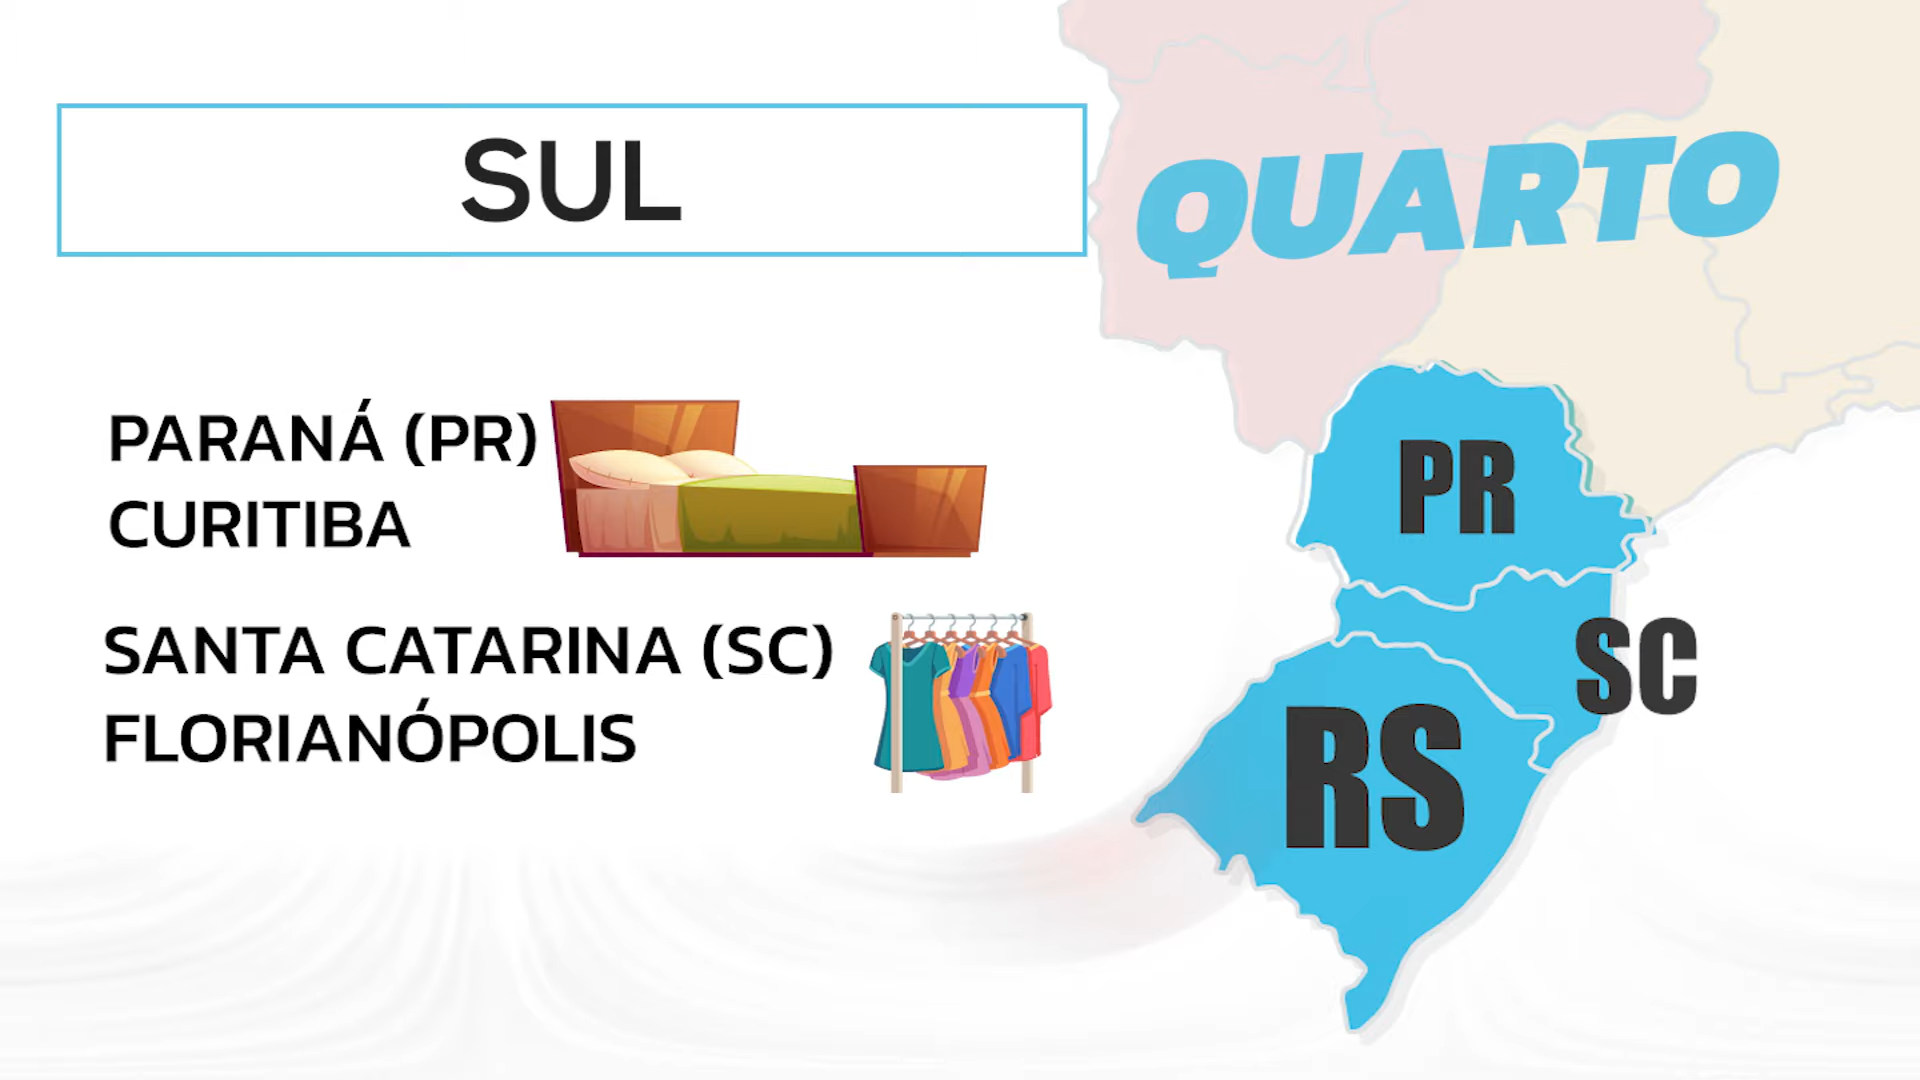 SUL
QUARTO
PARANÁ (PR)
CURITIBA
SANTA CATARINA (SC)
FLORIANÓPOLIS
PR
SC
RS